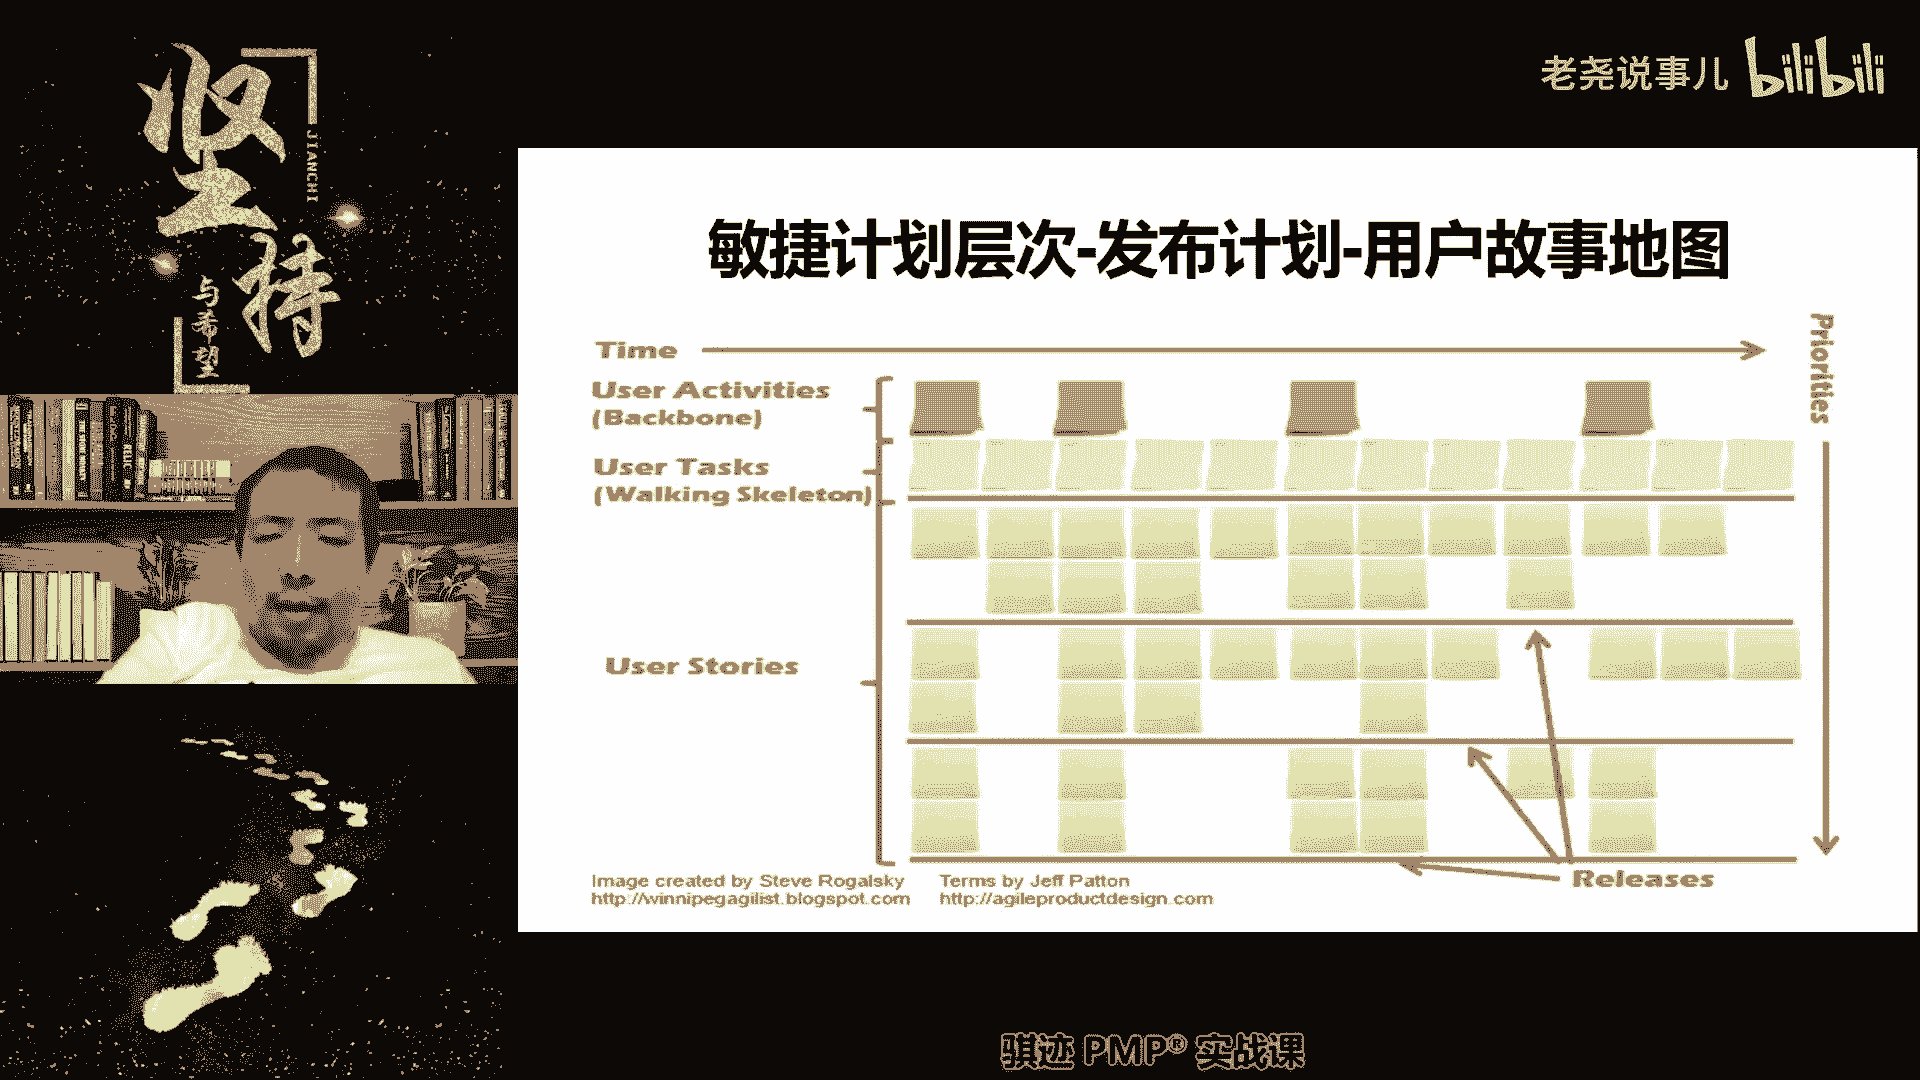 坚持
JIANCHI
与希望
老尧说事儿 bilibili
敏捷计划层次-发布计划-用户故事地图
Time
Priorities
User Activities
(Backbone)
User Tasks
(Walking Skeleton)
User Stories
Releases
Image created by Steve Rogalsky
http://winnipegagilist.blogspot.com
Terms by Jeff Patton
http://agileproductdesign.com
骐迹 PMP® 实战课